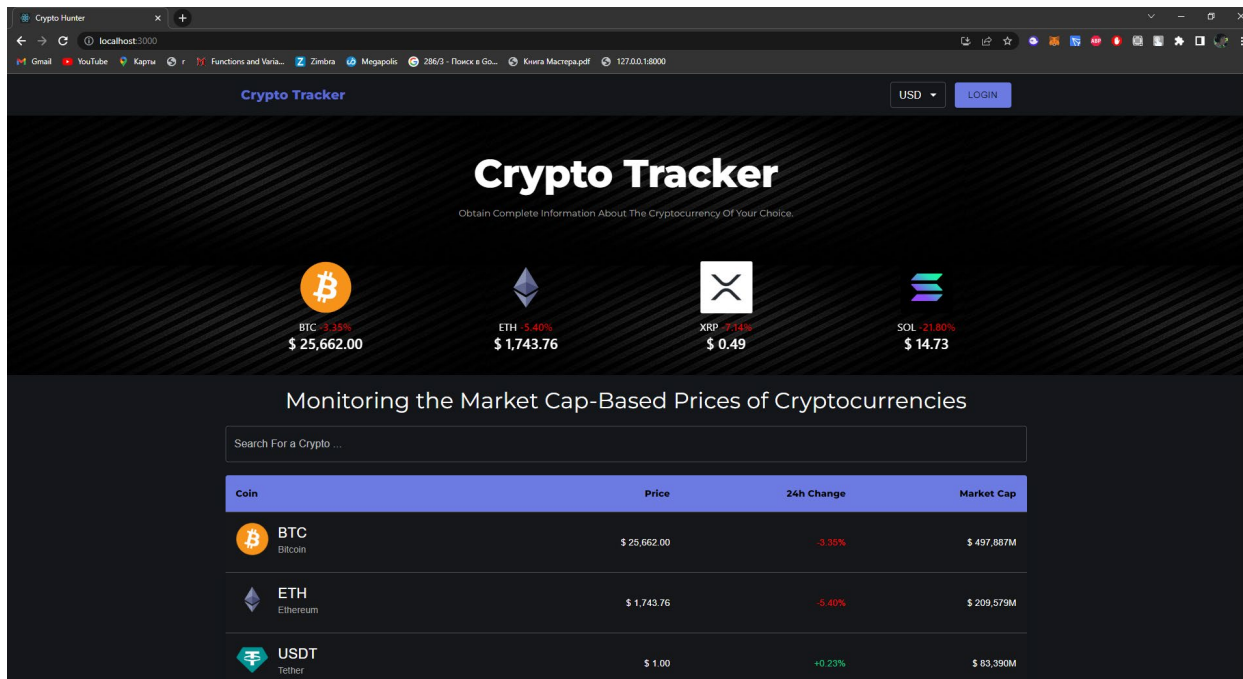 Crypto Hunter
localhost:3000
Gmail YouTube Карты r Functions and Varia... Zimbra Megapolis 286/3 - Поиск в Go... Книга Мастера.pdf 127.0.0.1:8000
Crypto Tracker USD LOGIN
Crypto Tracker
Obtain Complete Information About The Cryptocurrency Of Your Choice.
BTC -3.35% ETH -5.40% XRP -7.14% SOL -21.80%
$ 25,662.00 $ 1,743.76 $ 0.49 $ 14.73
Monitoring the Market Cap-Based Prices of Cryptocurrencies
Search For a Crypto ...
Coin Price 24h Change Market Cap
BTC
Bitcoin
$ 25,662.00 -3.35% $ 497,887M
ETH
Ethereum
$ 1,743.76 -5.40% $ 209,579M
USDT
Tether
$ 1.00 +0.23% $ 83,390M